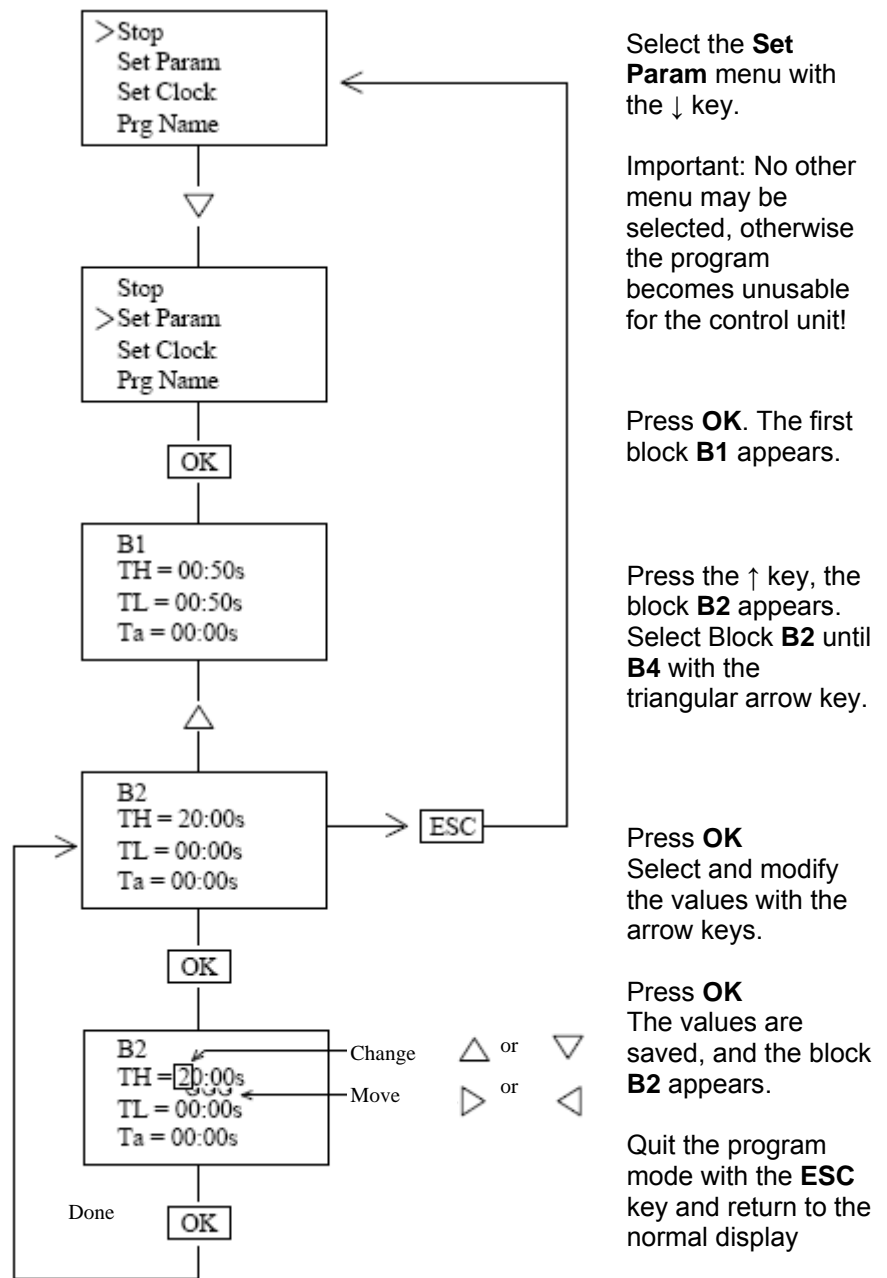 >Stop
Set Param
Set Clock
Prg Name
Stop
>Set Param
Set Clock
Prg Name
OK
B1
TH = 00:50s
TL = 00:50s
Ta = 00:00s
B2
TH = 20:00s
TL = 00:00s
Ta = 00:00s
ESC
OK
B2
TH = 20:00s
TL = 00:00s
Ta = 00:00s
Change
or
Move
or
Done
OK
Select the Set
Param menu with
the ↓ key.
Important: No other
menu may be
selected, otherwise
the program
becomes unusable
for the control unit!
Press OK. The first
block B1 appears.
Press the ↑ key, the
block B2 appears.
Select Block B2 until
B4 with the
triangular arrow key.
Press OK
Select and modify
the values with the
arrow keys.
Press OK
The values are
saved, and the block
B2 appears.
Quit the program
mode with the ESC
key and return to the
normal display